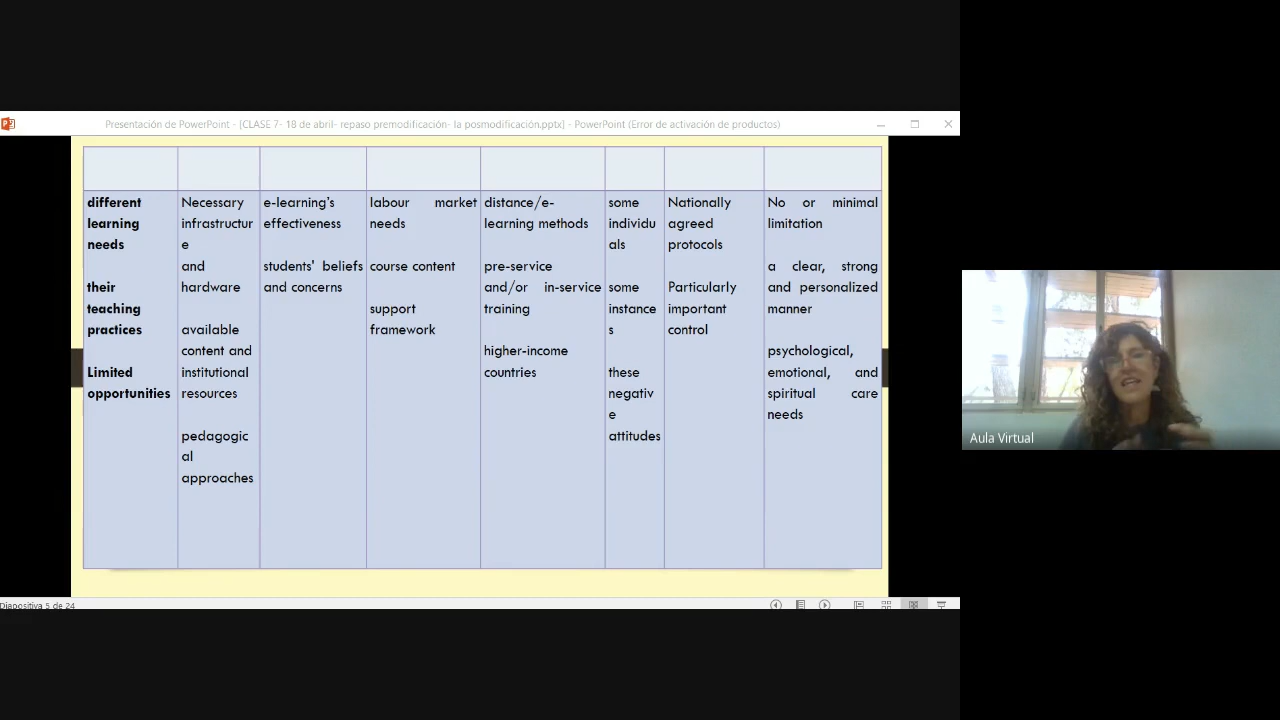 Presentación de PowerPoint - [CLASE 7- 18 de abril- repaso premodificación- la posmodificación.pptx] - PowerPoint (Error de activación de productos)
different
learning
needs
their
teaching
practices
Limited
opportunities
Necessary
infrastructur
e
and
hardware
available
content and
institutional
resources
pedagogic
al
approaches
e-learning's
effectiveness
students' beliefs
and concerns
labour market
needs
course content
support
framework
distance/e-
learning methods
pre-service
and/or in-service
training
higher-income
countries
some
individu
als
some
instance
s
these
negativ
e
attitudes
Nationally
agreed
protocols
Particularly
important
control
No or minimal
limitation
a clear, strong
and personalized
manner
psychological,
emotional, and
spiritual care
needs
Aula Virtual
Diapositiva 5 de 24